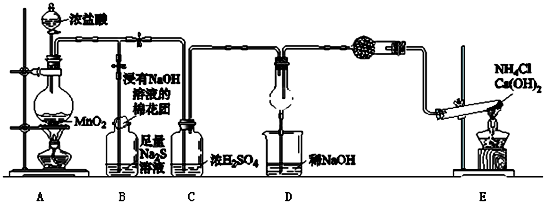 浓盐酸
MnO₂
浸有NaOH
溶液的
棉花团
足量
Na₂S
溶液
浓H₂SO₄
稀NaOH
NH₄Cl
Ca(OH)₂
A B C D E